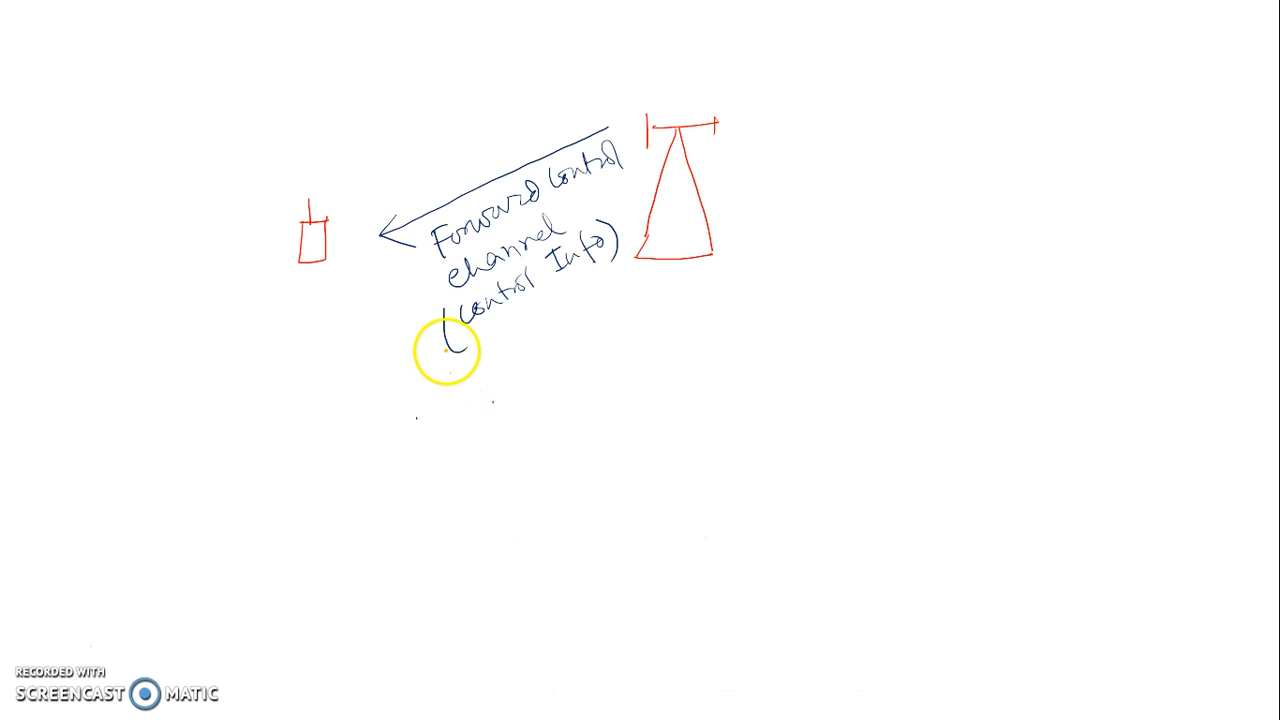 Forward Control
channel
(Control Info)
RECORDED WITH
SCREENCAST MATIC